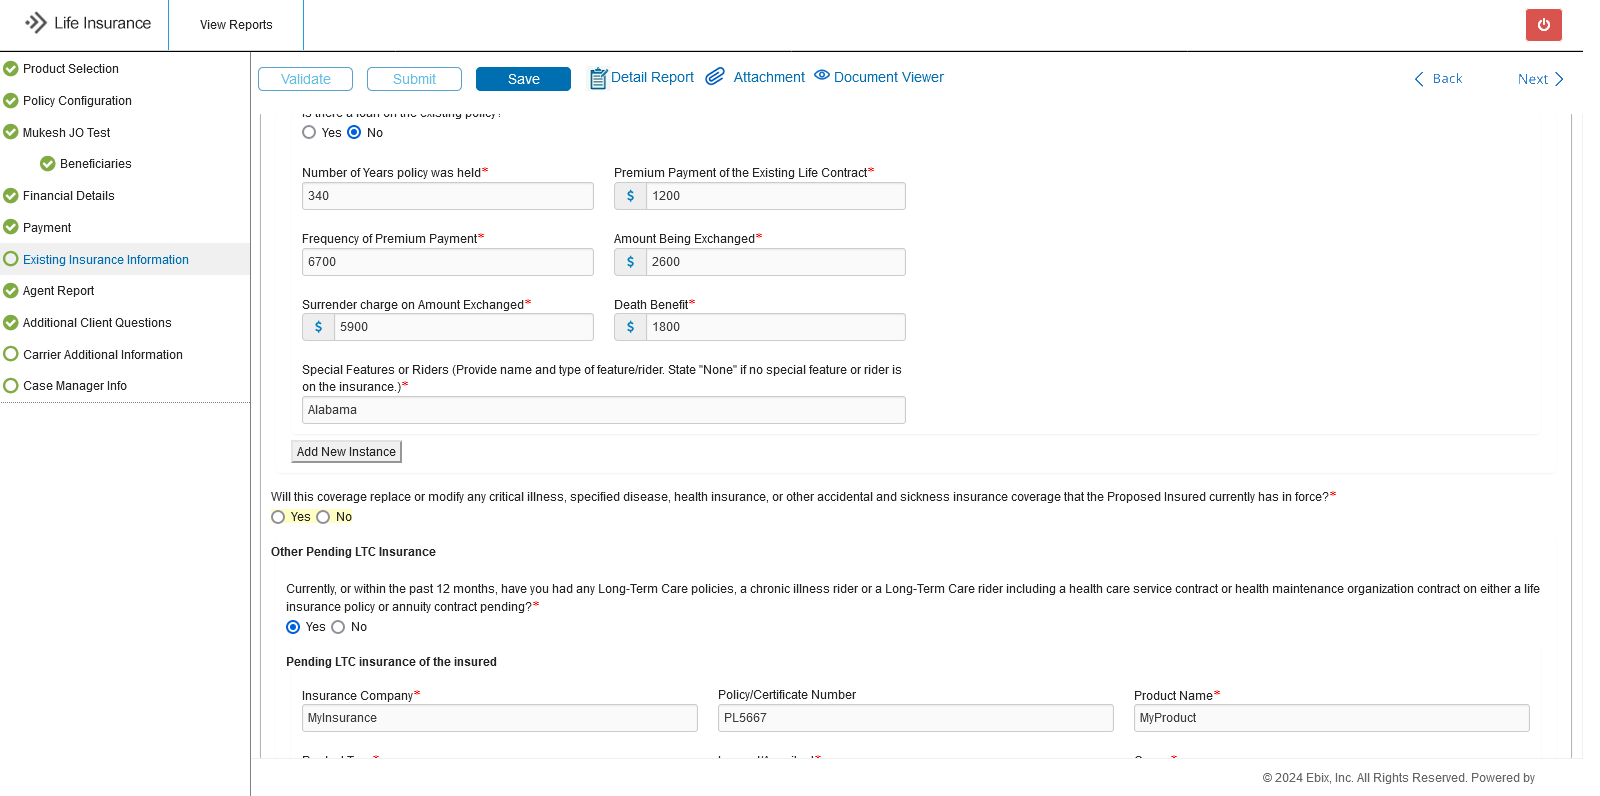 Life Insurance
View Reports
Product Selection
Policy Configuration
Mukesh JO Test
Beneficiaries
Financial Details
Payment
Existing Insurance Information
Agent Report
Additional Client Questions
Carrier Additional Information
Case Manager Info
Validate
Submit
Save
Detail Report
Attachment
Document Viewer
Back
Next
Is there a loan on the existing policy?
Yes No
Number of Years policy was held*
340
Premium Payment of the Existing Life Contract*
$ 1200
Frequency of Premium Payment*
6700
Amount Being Exchanged*
$ 2600
Surrender charge on Amount Exchanged*
$ 5900
Death Benefit*
$ 1800
Special Features or Riders (Provide name and type of feature/rider. State "None" if no special feature or rider is
on the insurance.)*
Alabama
Add New Instance
Will this coverage replace or modify any critical illness, specified disease, health insurance, or other accidental and sickness insurance coverage that the Proposed Insured currently has in force?*
Yes No
Other Pending LTC Insurance
Currently, or within the past 12 months, have you had any Long-Term Care policies, a chronic illness rider or a Long-Term Care rider including a health care service contract or health maintenance organization contract on either a life
insurance policy or annuity contract pending?*
Yes No
Pending LTC insurance of the insured
Insurance Company*
MyInsurance
Policy/Certificate Number
PL5667
Product Name*
MyProduct
© 2024 Ebix, Inc. All Rights Reserved. Powered by